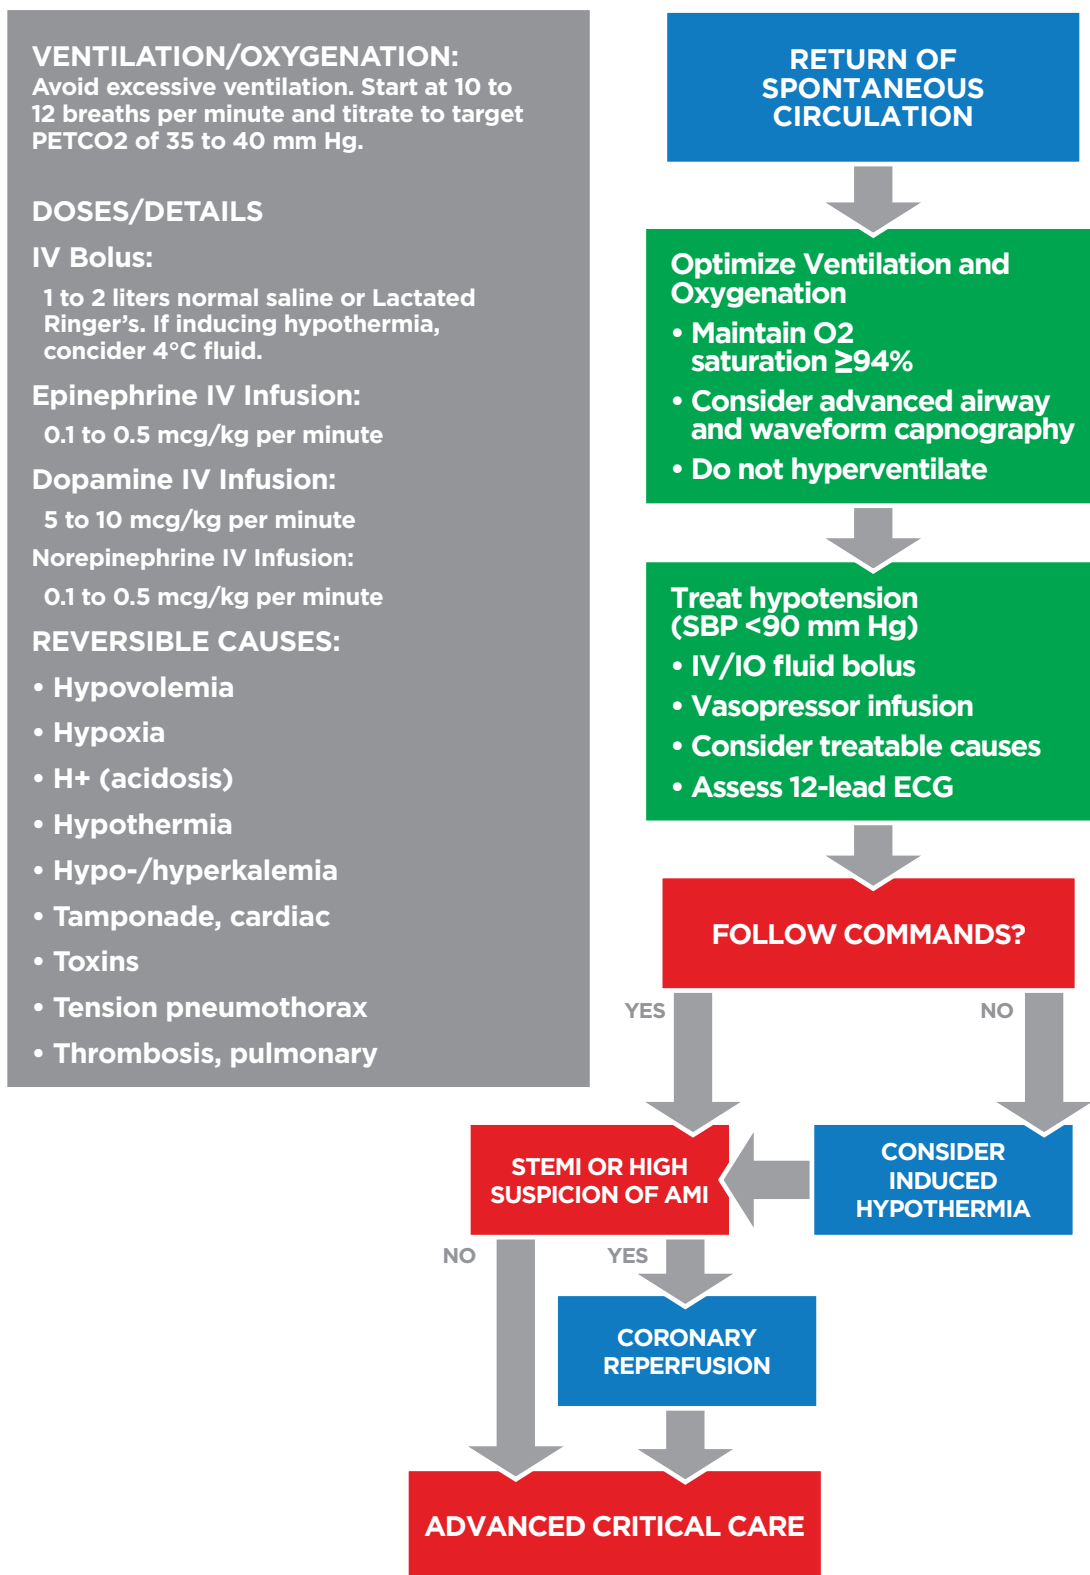 VENTILATION/OXYGENATION:
Avoid excessive ventilation. Start at 10 to
12 breaths per minute and titrate to target
PETCO2 of 35 to 40 mm Hg.
DOSES/DETAILS
IV Bolus:
1 to 2 liters normal saline or Lactated
Ringer's. If inducing hypothermia,
concider 4°C fluid.
Epinephrine IV Infusion:
0.1 to 0.5 mcg/kg per minute
Dopamine IV Infusion:
5 to 10 mcg/kg per minute
Norepinephrine IV Infusion:
0.1 to 0.5 mcg/kg per minute
REVERSIBLE CAUSES:
• Hypovolemia
• Hypoxia
• H+ (acidosis)
• Hypothermia
• Hypo-/hyperkalemia
• Tamponade, cardiac
• Toxins
• Tension pneumothorax
• Thrombosis, pulmonary
RETURN OF
SPONTANEOUS
CIRCULATION
Optimize Ventilation and
Oxygenation
• Maintain O2
saturation ≥94%
• Consider advanced airway
and waveform capnography
• Do not hyperventilate
Treat hypotension
(SBP <90 mm Hg)
• IV/IO fluid bolus
• Vasopressor infusion
• Consider treatable causes
• Assess 12-lead ECG
FOLLOW COMMANDS?
YES
NO
STEMI OR HIGH
SUSPICION OF AMI
CONSIDER
INDUCED
HYPOTHERMIA
NO
YES
CORONARY
REPERFUSION
ADVANCED CRITICAL CARE